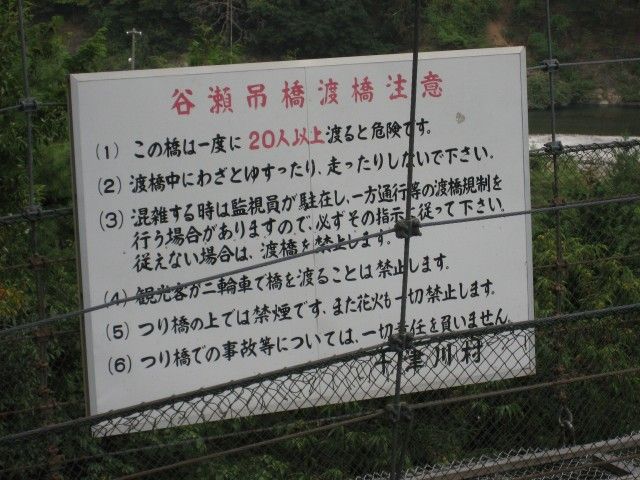 谷瀬吊橋渡橋注意
(1) この橋は一度に20人以上渡ると危険です。
(2) 渡橋中にわざとゆすったり、走ったりしないで下さい。
(3) 混雑する時は監視員が駐在し、一方通行等の渡橋規制を
行う場合がありますので、必ずその指示に従って下さい。
従えない場合は、渡橋を禁止します。
(4) 観光客が二輪車で橋を渡ることは禁止します。
(5) つり橋の上では禁煙です、また花火も一切禁止します。
(6) つり橋での事故等については、一切責任を負いません。
十津川村